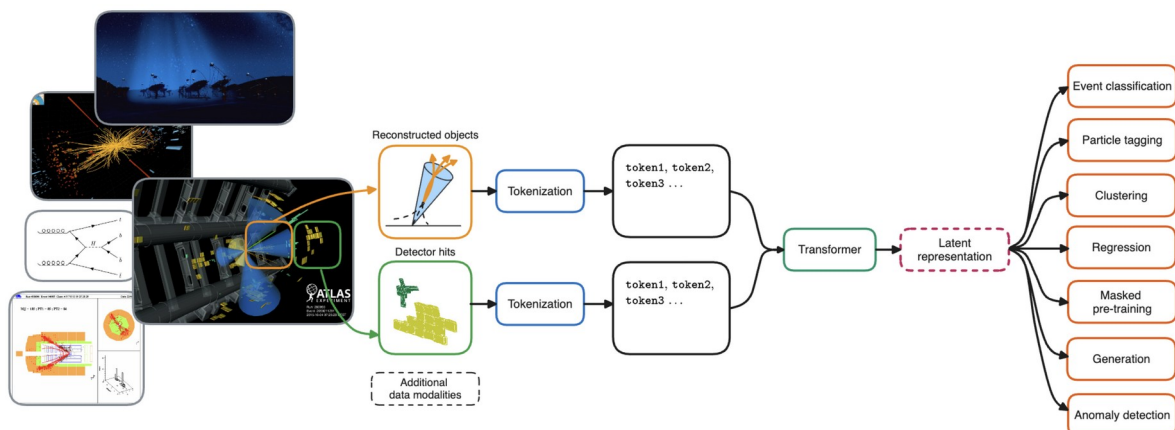 Reconstructed objects
Tokenization
token1, token2,
token3 ...
Detector hits
Tokenization
token1, token2,
token3 ...
Additional
data modalities
Transformer
Latent
representation
Event classification
Particle tagging
Clustering
Regression
Masked
pre-training
Generation
Anomaly detection
ATLAS
EXPERIMENT
H